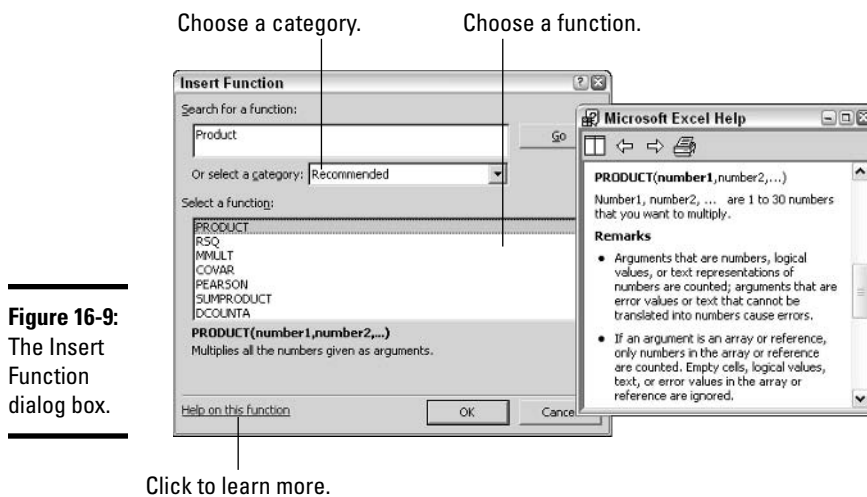 Choose a category.
Choose a function.
Insert Function
Search for a function:
Product
Go
Or select a category: Recommended
Select a function:
PRODUCT
RSQ
MMULT
COVAR
PEARSON
SUMPRODUCT
DCOUNTA
PRODUCT(number1,number2,...)
Multiplies all the numbers given as arguments.
Help on this function
OK
Cance
Microsoft Excel Help
PRODUCT(number1,number2,...)
Number1, number2, ... are 1 to 30 numbers
that you want to multiply.
Remarks
• Arguments that are numbers, logical
values, or text representations of
numbers are counted; arguments that are
error values or text that cannot be
translated into numbers cause errors.
• If an argument is an array or reference,
only numbers in the array or reference
are counted. Empty cells, logical values,
text, or error values in the array or
reference are ignored.
Figure 16-9:
The Insert
Function
dialog box.
Click to learn more.